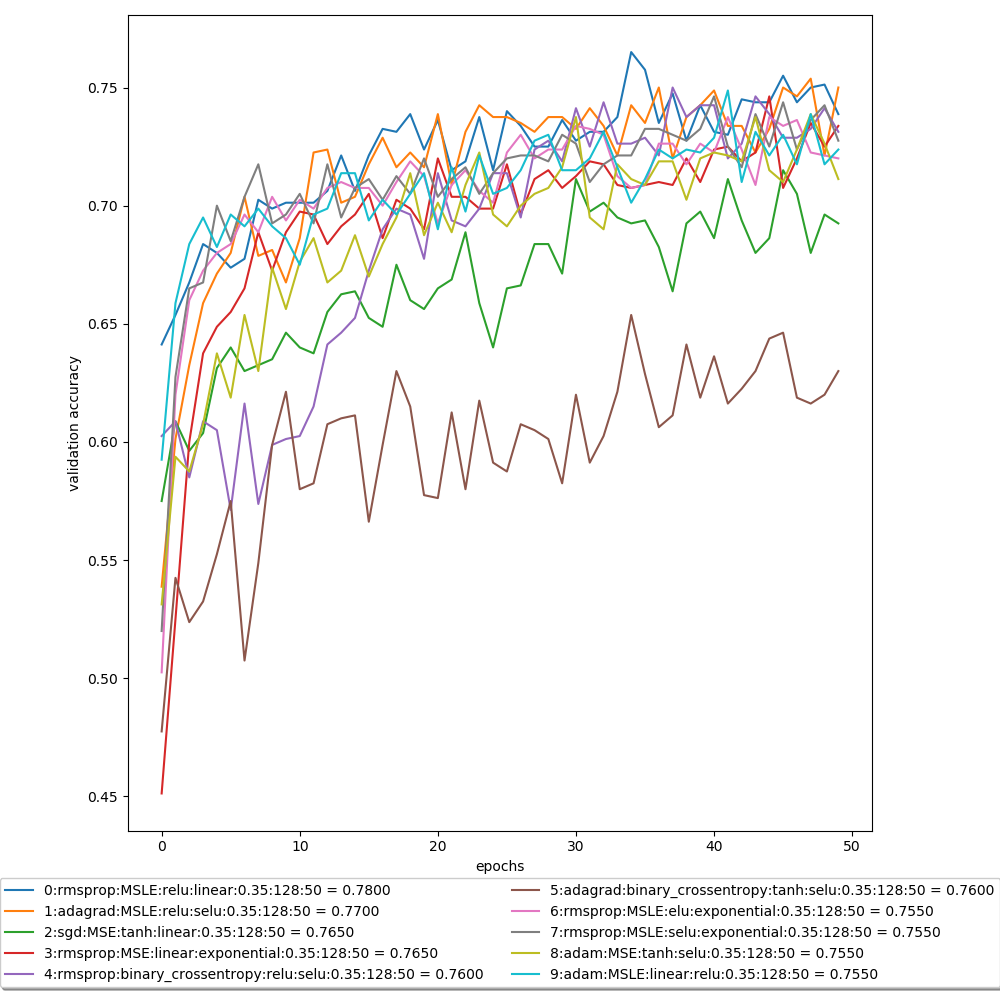 0.75
0.70
0.65
0.60
0.55
0.50
0.45
validation accuracy
0 10 20 30 40 50
epochs
0:rmsprop:MSLE:relu:linear:0.35:128:50 = 0.7800
1:adagrad:MSLE:relu:selu:0.35:128:50 = 0.7700
2:sgd:MSE:tanh:linear:0.35:128:50 = 0.7650
3:rmsprop:MSE:linear:exponential:0.35:128:50 = 0.7650
4:rmsprop:binary_crossentropy:relu:selu:0.35:128:50 = 0.7600
5:adagrad:binary_crossentropy:tanh:selu:0.35:128:50 = 0.7600
6:rmsprop:MSLE:elu:exponential:0.35:128:50 = 0.7550
7:rmsprop:MSLE:selu:exponential:0.35:128:50 = 0.7550
8:adam:MSE:tanh:selu:0.35:128:50 = 0.7550
9:adam:MSLE:linear:relu:0.35:128:50 = 0.7550